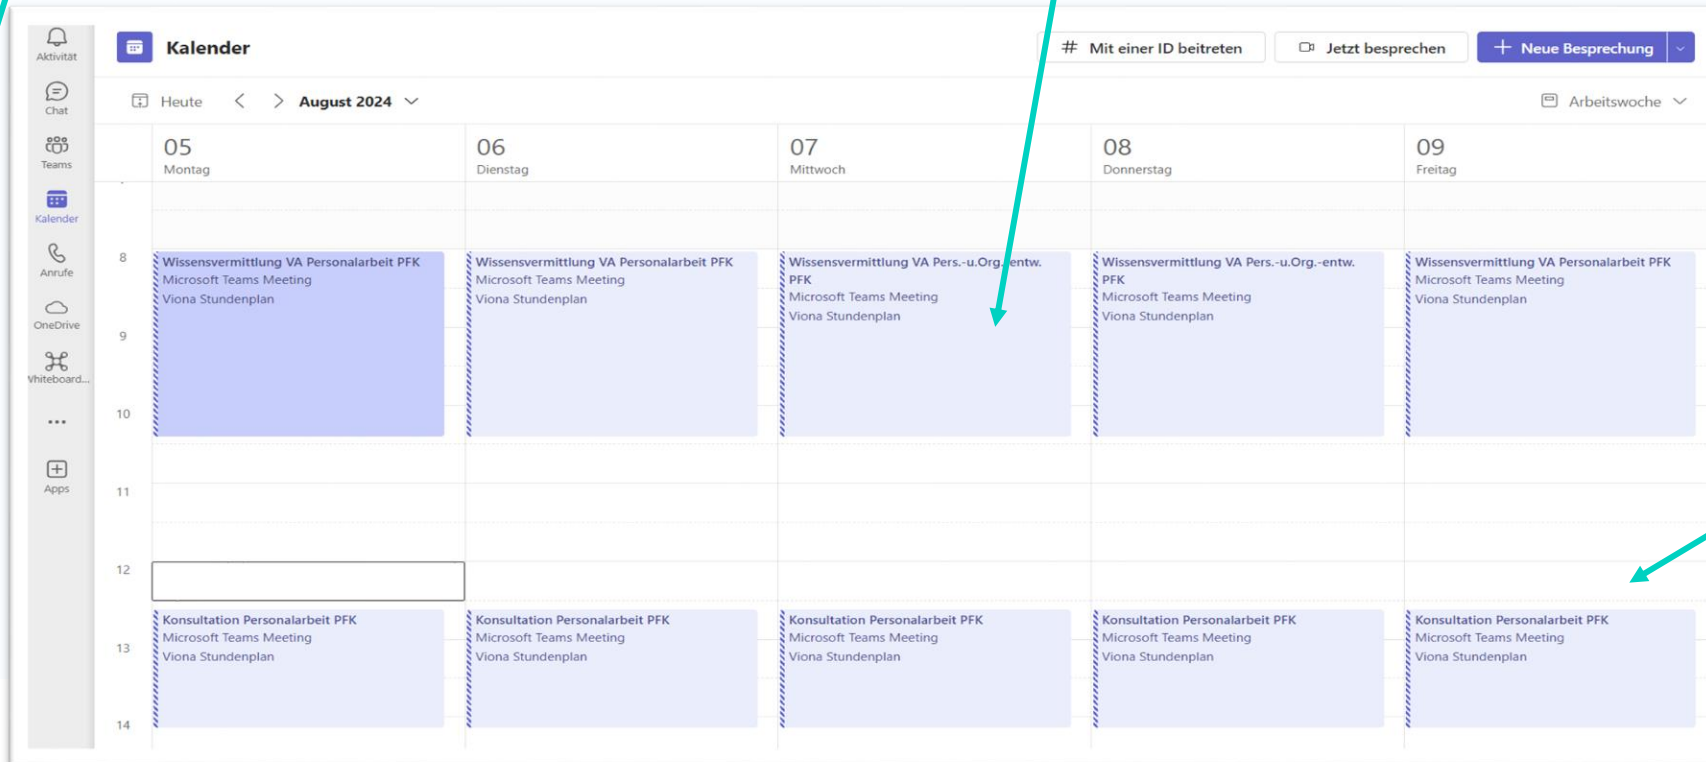 Aktivität
Chat
Teams
Kalender
Anrufe
OneDrive
Whiteboard...
Apps
Kalender
# Mit einer ID beitreten
Jetzt besprechen
+ Neue Besprechung
Heute
August 2024
Arbeitswoche
05
Montag
06
Dienstag
07
Mittwoch
08
Donnerstag
09
Freitag
8
9
10
11
12
13
14
Wissensvermittlung VA Personalarbeit PFK
Microsoft Teams Meeting
Viona Stundenplan
Wissensvermittlung VA Personalarbeit PFK
Microsoft Teams Meeting
Viona Stundenplan
Wissensvermittlung VA Pers.-u.Org.-entw.
PFK
Microsoft Teams Meeting
Viona Stundenplan
Wissensvermittlung VA Pers.-u.Org.-entw.
PFK
Microsoft Teams Meeting
Viona Stundenplan
Wissensvermittlung VA Personalarbeit PFK
Microsoft Teams Meeting
Viona Stundenplan
Konsultation Personalarbeit PFK
Microsoft Teams Meeting
Viona Stundenplan
Konsultation Personalarbeit PFK
Microsoft Teams Meeting
Viona Stundenplan
Konsultation Personalarbeit PFK
Microsoft Teams Meeting
Viona Stundenplan
Konsultation Personalarbeit PFK
Microsoft Teams Meeting
Viona Stundenplan
Konsultation Personalarbeit PFK
Microsoft Teams Meeting
Viona Stundenplan